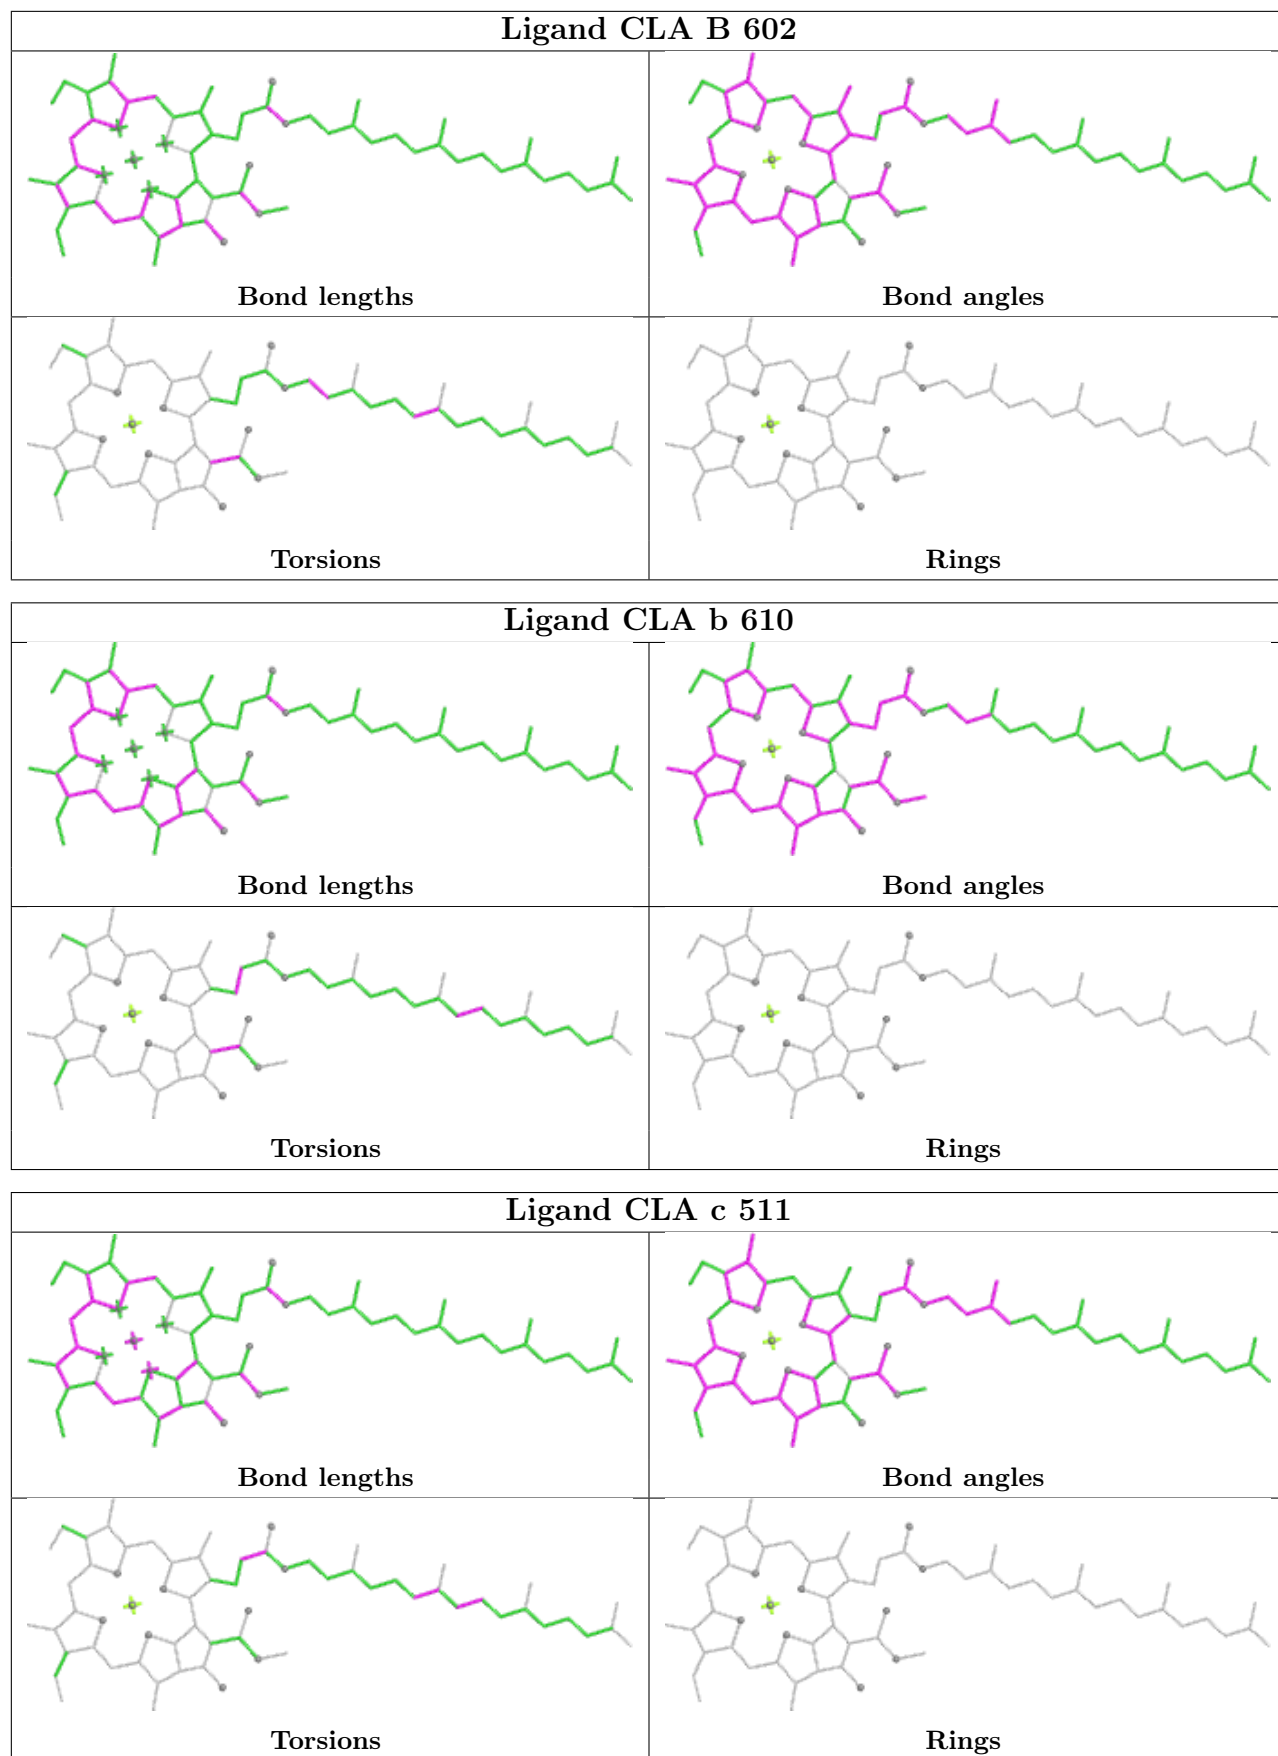 Ligand CLA B 602
Bond lengths
Bond angles
Torsions
Rings
Ligand CLA b 610
Bond lengths
Bond angles
Torsions
Rings
Ligand CLA c 511
Bond lengths
Bond angles
Torsions
Rings